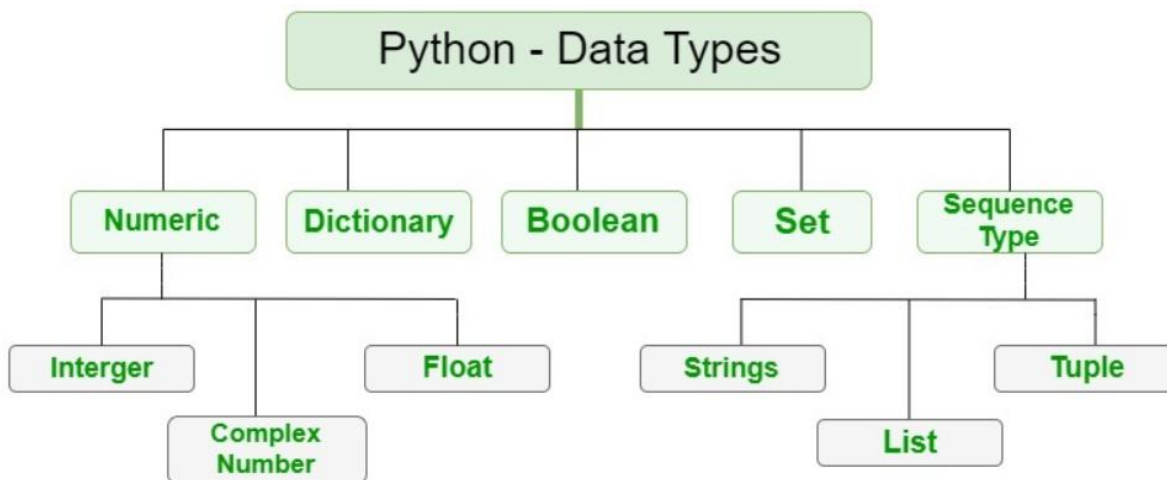 Python - Data Types
Numeric
Dictionary
Boolean
Set
Sequence
Type
Interger
Complex
Number
Float
Strings
List
Tuple